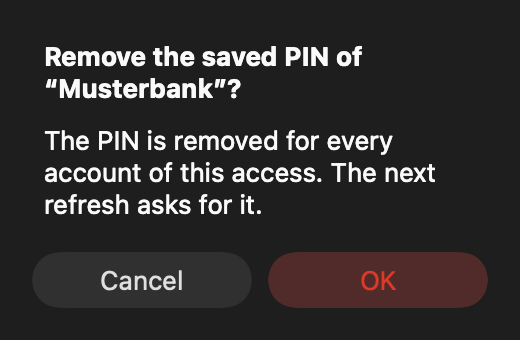 Remove the saved PIN of
“Musterbank”?
The PIN is removed for every
account of this access. The next
refresh asks for it.
Cancel
OK